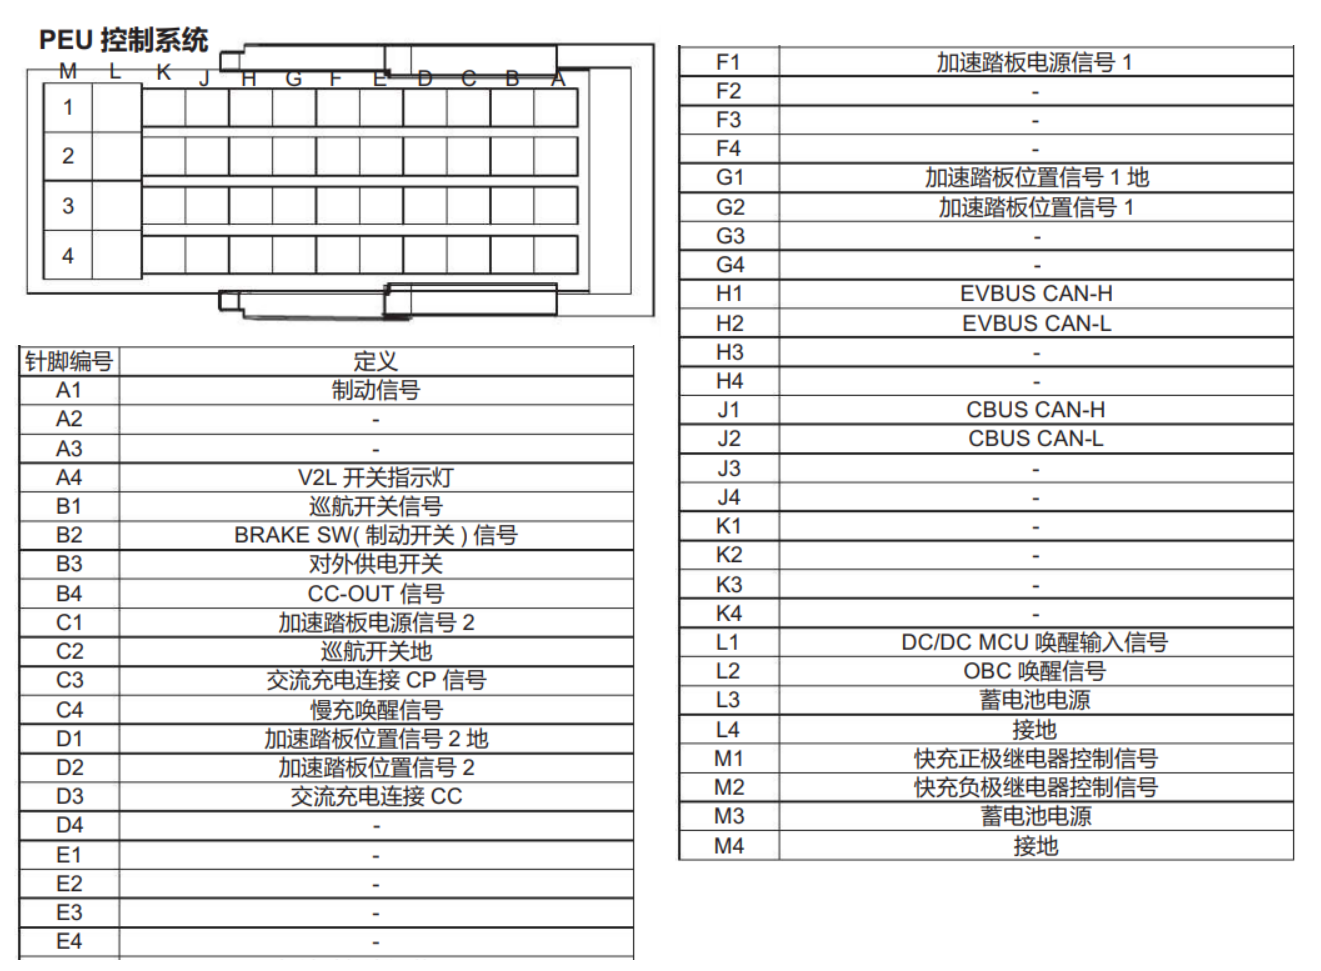 PEU 控制系统
M L K J H G F E D C B A
1
2
3
4
针脚编号 定义
A1 制动信号
A2 -
A3 -
A4 V2L 开关指示灯
B1 巡航开关信号
B2 BRAKE SW( 制动开关 ) 信号
B3 对外供电开关
B4 CC-OUT 信号
C1 加速踏板电源信号 2
C2 巡航开关地
C3 交流充电连接 CP 信号
C4 慢充唤醒信号
D1 加速踏板位置信号 2 地
D2 加速踏板位置信号 2
D3 交流充电连接 CC
D4 -
E1 -
E2 -
E3 -
E4 -
F1 加速踏板电源信号 1
F2 -
F3 -
F4 -
G1 加速踏板位置信号 1 地
G2 加速踏板位置信号 1
G3 -
G4 -
H1 EVBUS CAN-H
H2 EVBUS CAN-L
H3 -
H4 -
J1 CBUS CAN-H
J2 CBUS CAN-L
J3 -
J4 -
K1 -
K2 -
K3 -
K4 -
L1 DC/DC MCU 唤醒输入信号
L2 OBC 唤醒信号
L3 蓄电池电源
L4 接地
M1 快充正极继电器控制信号
M2 快充负极继电器控制信号
M3 蓄电池电源
M4 接地